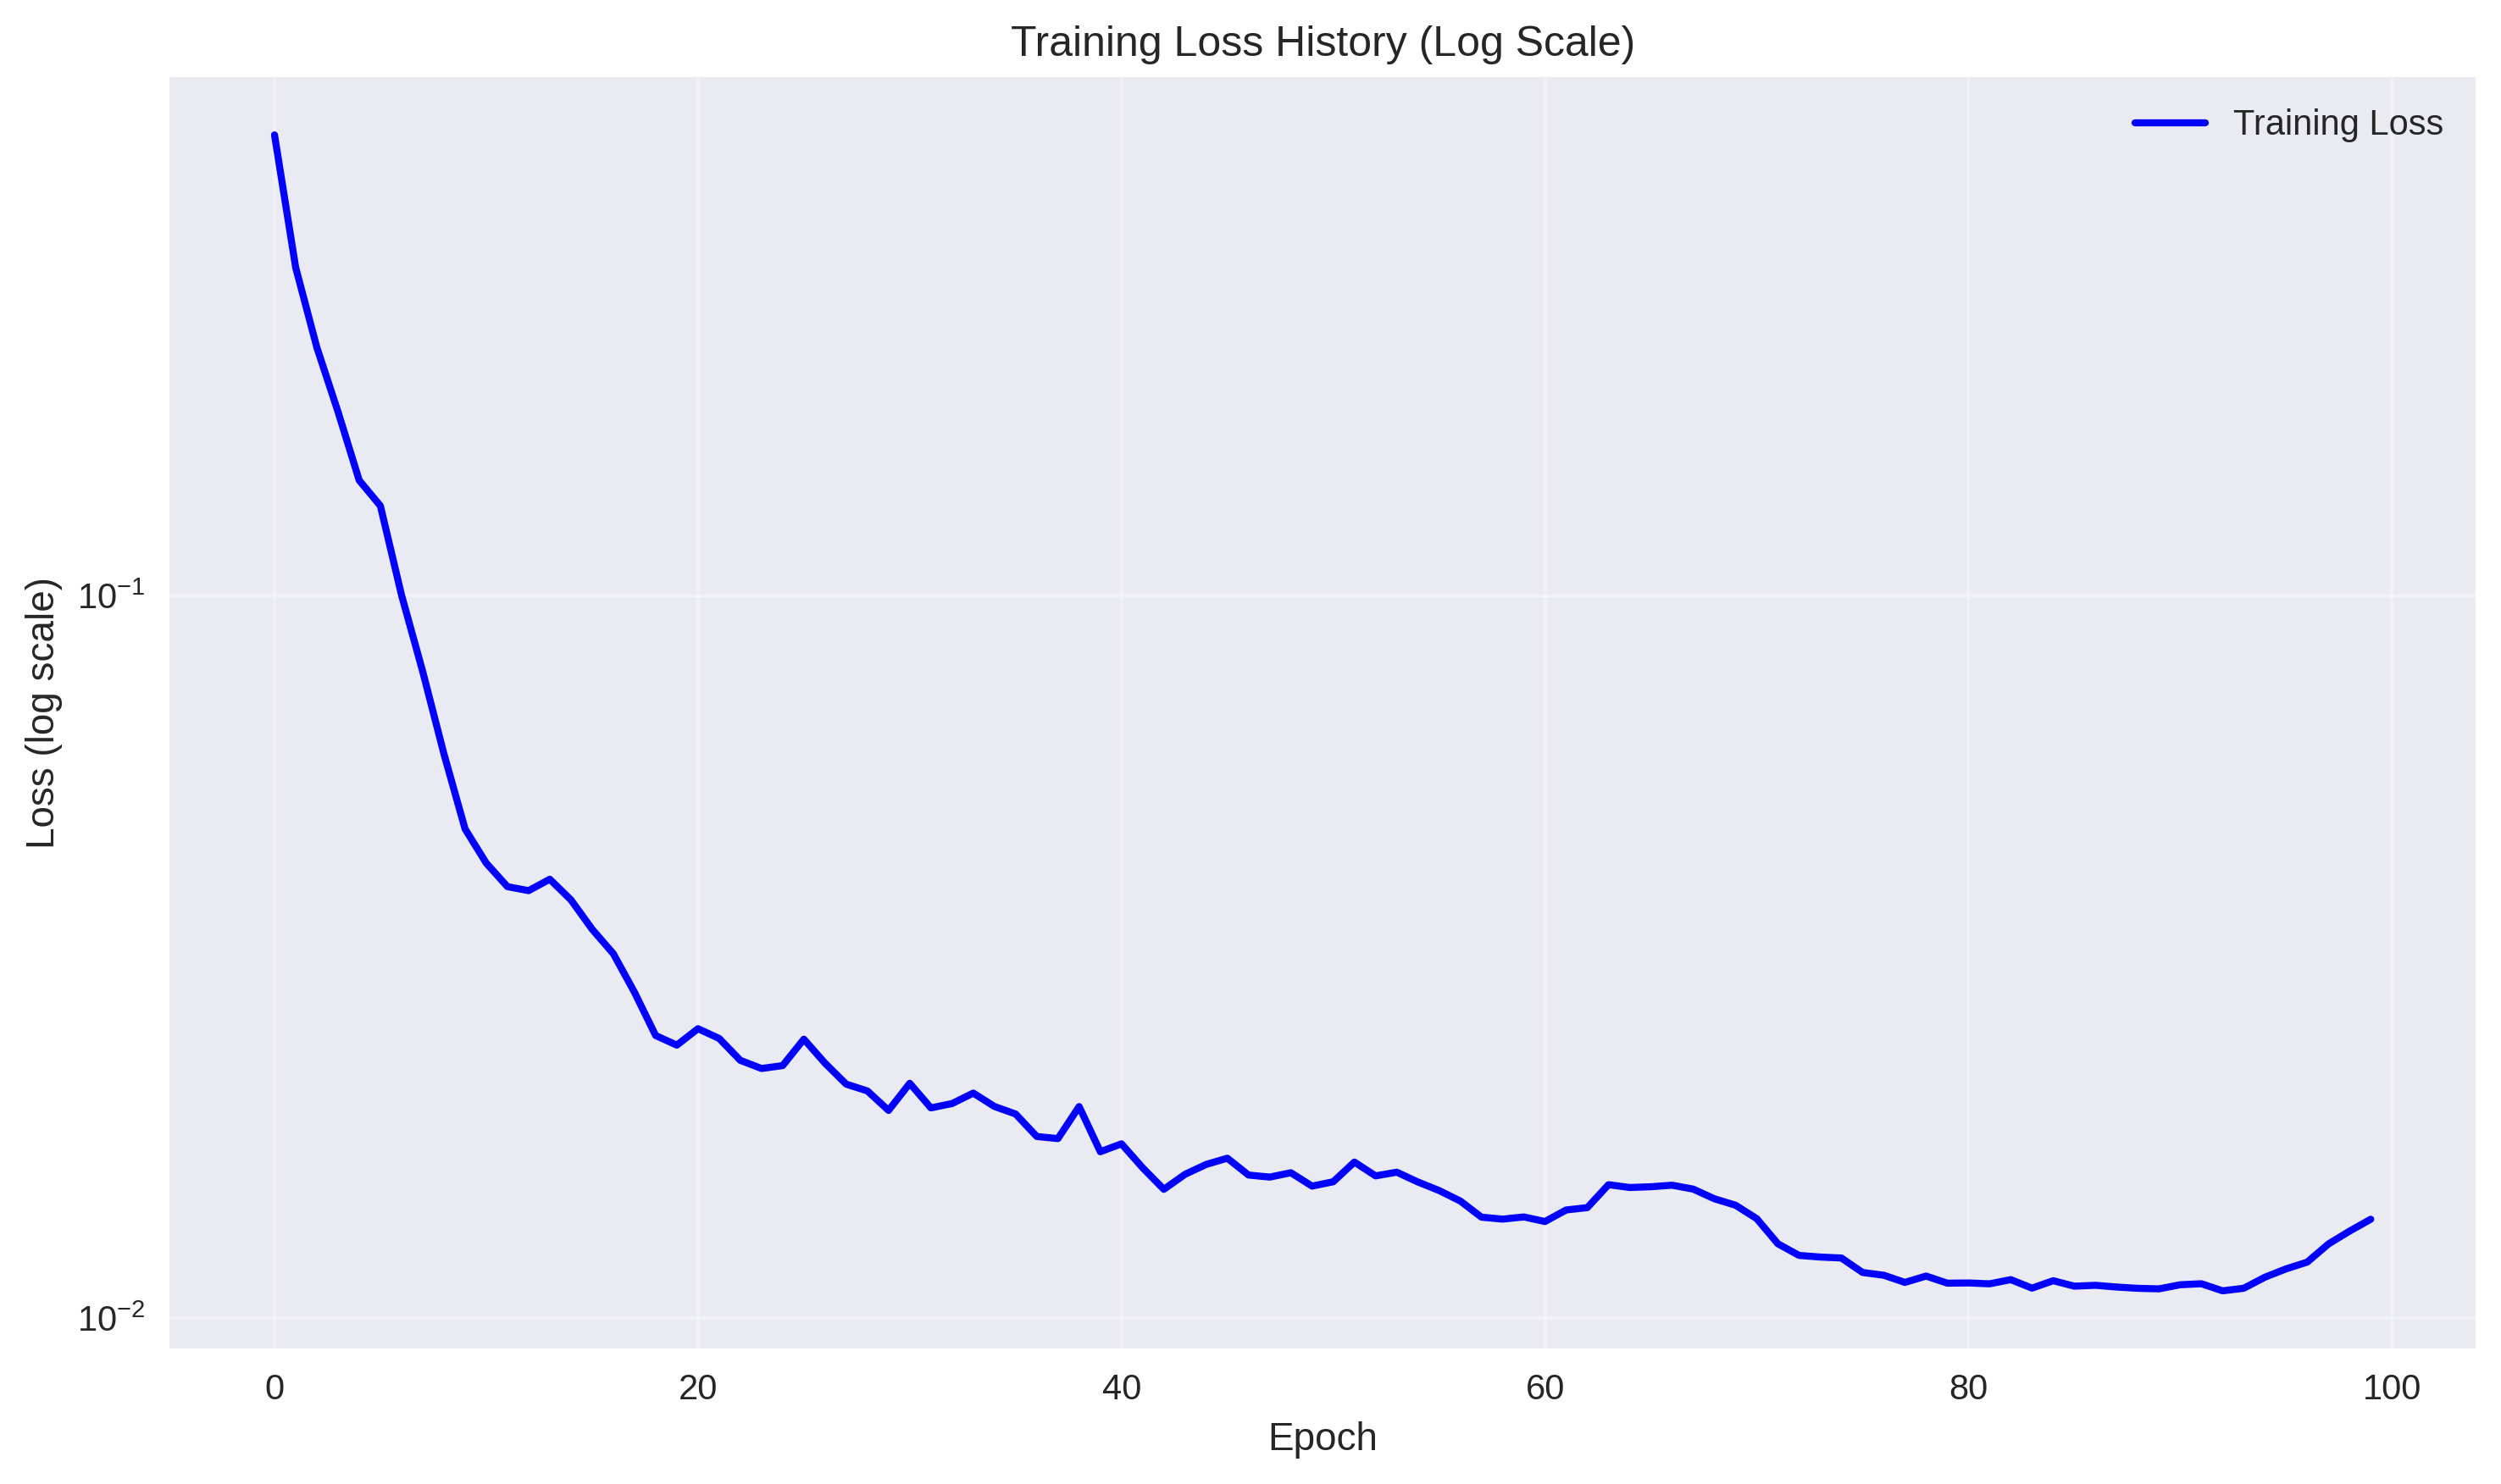 Training Loss History (Log Scale)
Training Loss
Loss (log scale)
10⁻¹
10⁻²
0 20 40 60 80 100
Epoch